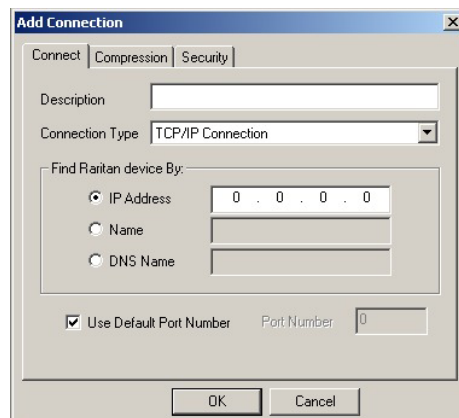 Add Connection
Connect Compression Security
Description
Connection Type TCP/IP Connection
Find Raritan device By:
IP Address 0 . 0 . 0 . 0
Name
DNS Name
Use Default Port Number Port Number 0
OK Cancel